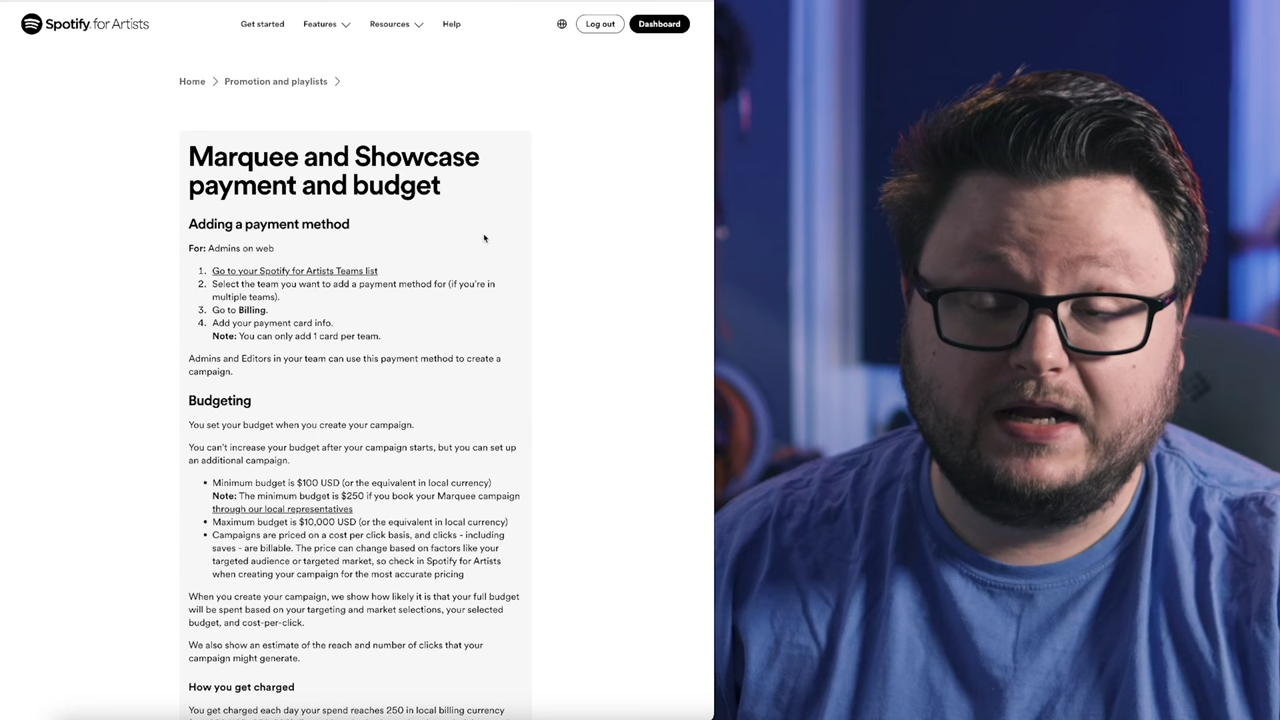 Spotify for Artists
Get started
Features
Resources
Help
Log out
Dashboard
Home
Promotion and playlists
Marquee and Showcase
payment and budget
Adding a payment method
For: Admins on web
1. Go to your Spotify for Artists Teams list
2. Select the team you want to add a payment method for (if you're in
multiple teams).
3. Go to Billing.
4. Add your payment card info.
Note: You can only add 1 card per team.
Admins and Editors in your team can use this payment method to create a
campaign.
Budgeting
You set your budget when you create your campaign.
You can't increase your budget after your campaign starts, but you can set up
an additional campaign.
• Minimum budget is $100 USD (or the equivalent in local currency)
Note: The minimum budget is $250 if you book your Marquee campaign
through our local representatives
• Maximum budget is $10,000 USD (or the equivalent in local currency)
• Campaigns are priced on a cost per click basis, and clicks - including
saves - are billable. The price can change based on factors like your
targeted audience or targeted market, so check in Spotify for Artists
when creating your campaign for the most accurate pricing
When you create your campaign, we show how likely it is that your full budget
will be spent based on your targeting and market selections, your selected
budget, and cost-per-click.
We also show an estimate of the reach and number of clicks that your
campaign might generate.
How you get charged
You get charged each day your spend reaches 250 in local billing currency